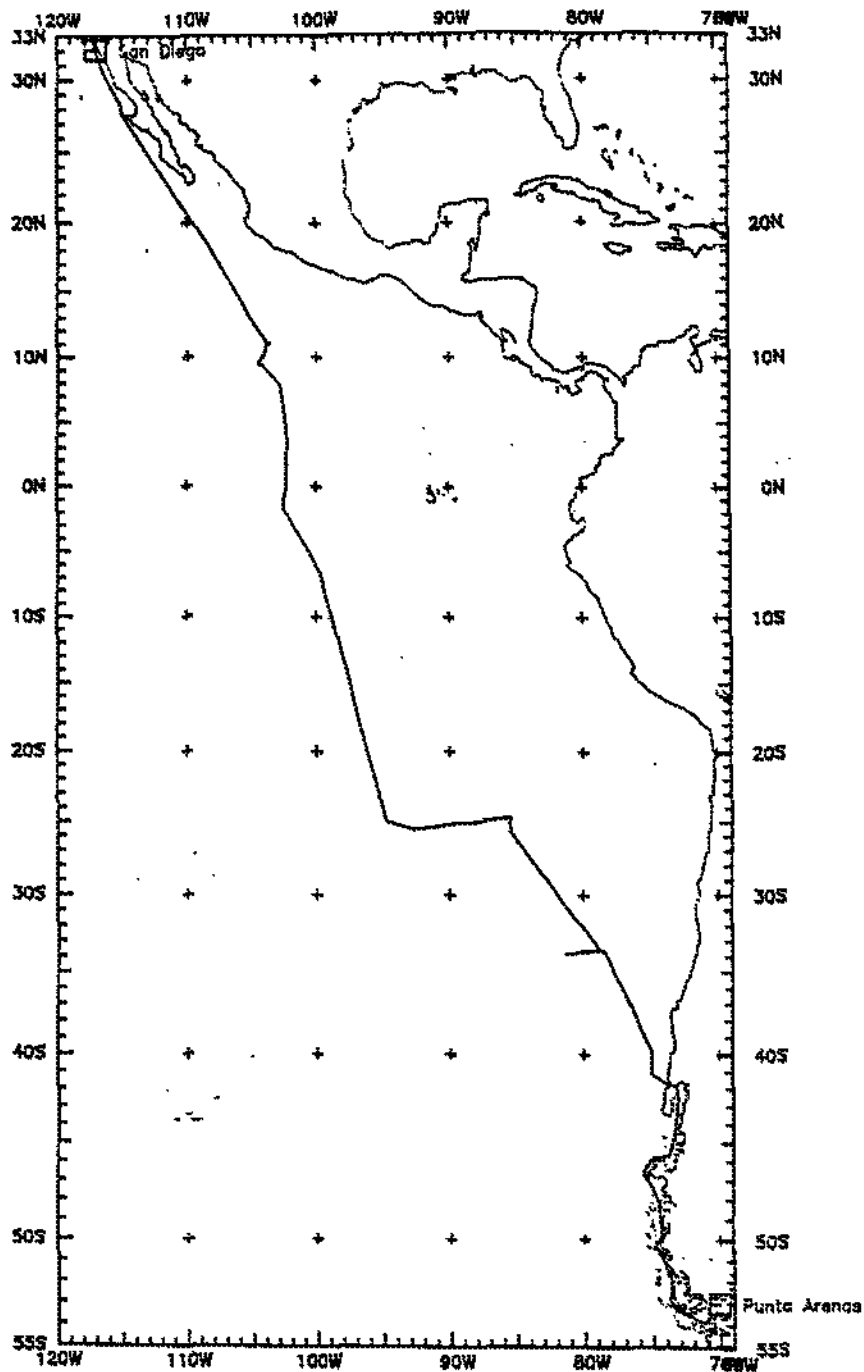 120W 110W 100W 90W 80W
33N San Diego 33N
30N 30N
20N 20N
10N 10N
0N 0N
10S 10S
20S 20S
30S 30S
40S 40S
50S 50S
Punta Arenas
55S 55S
120W 110W 100W 90W 80W